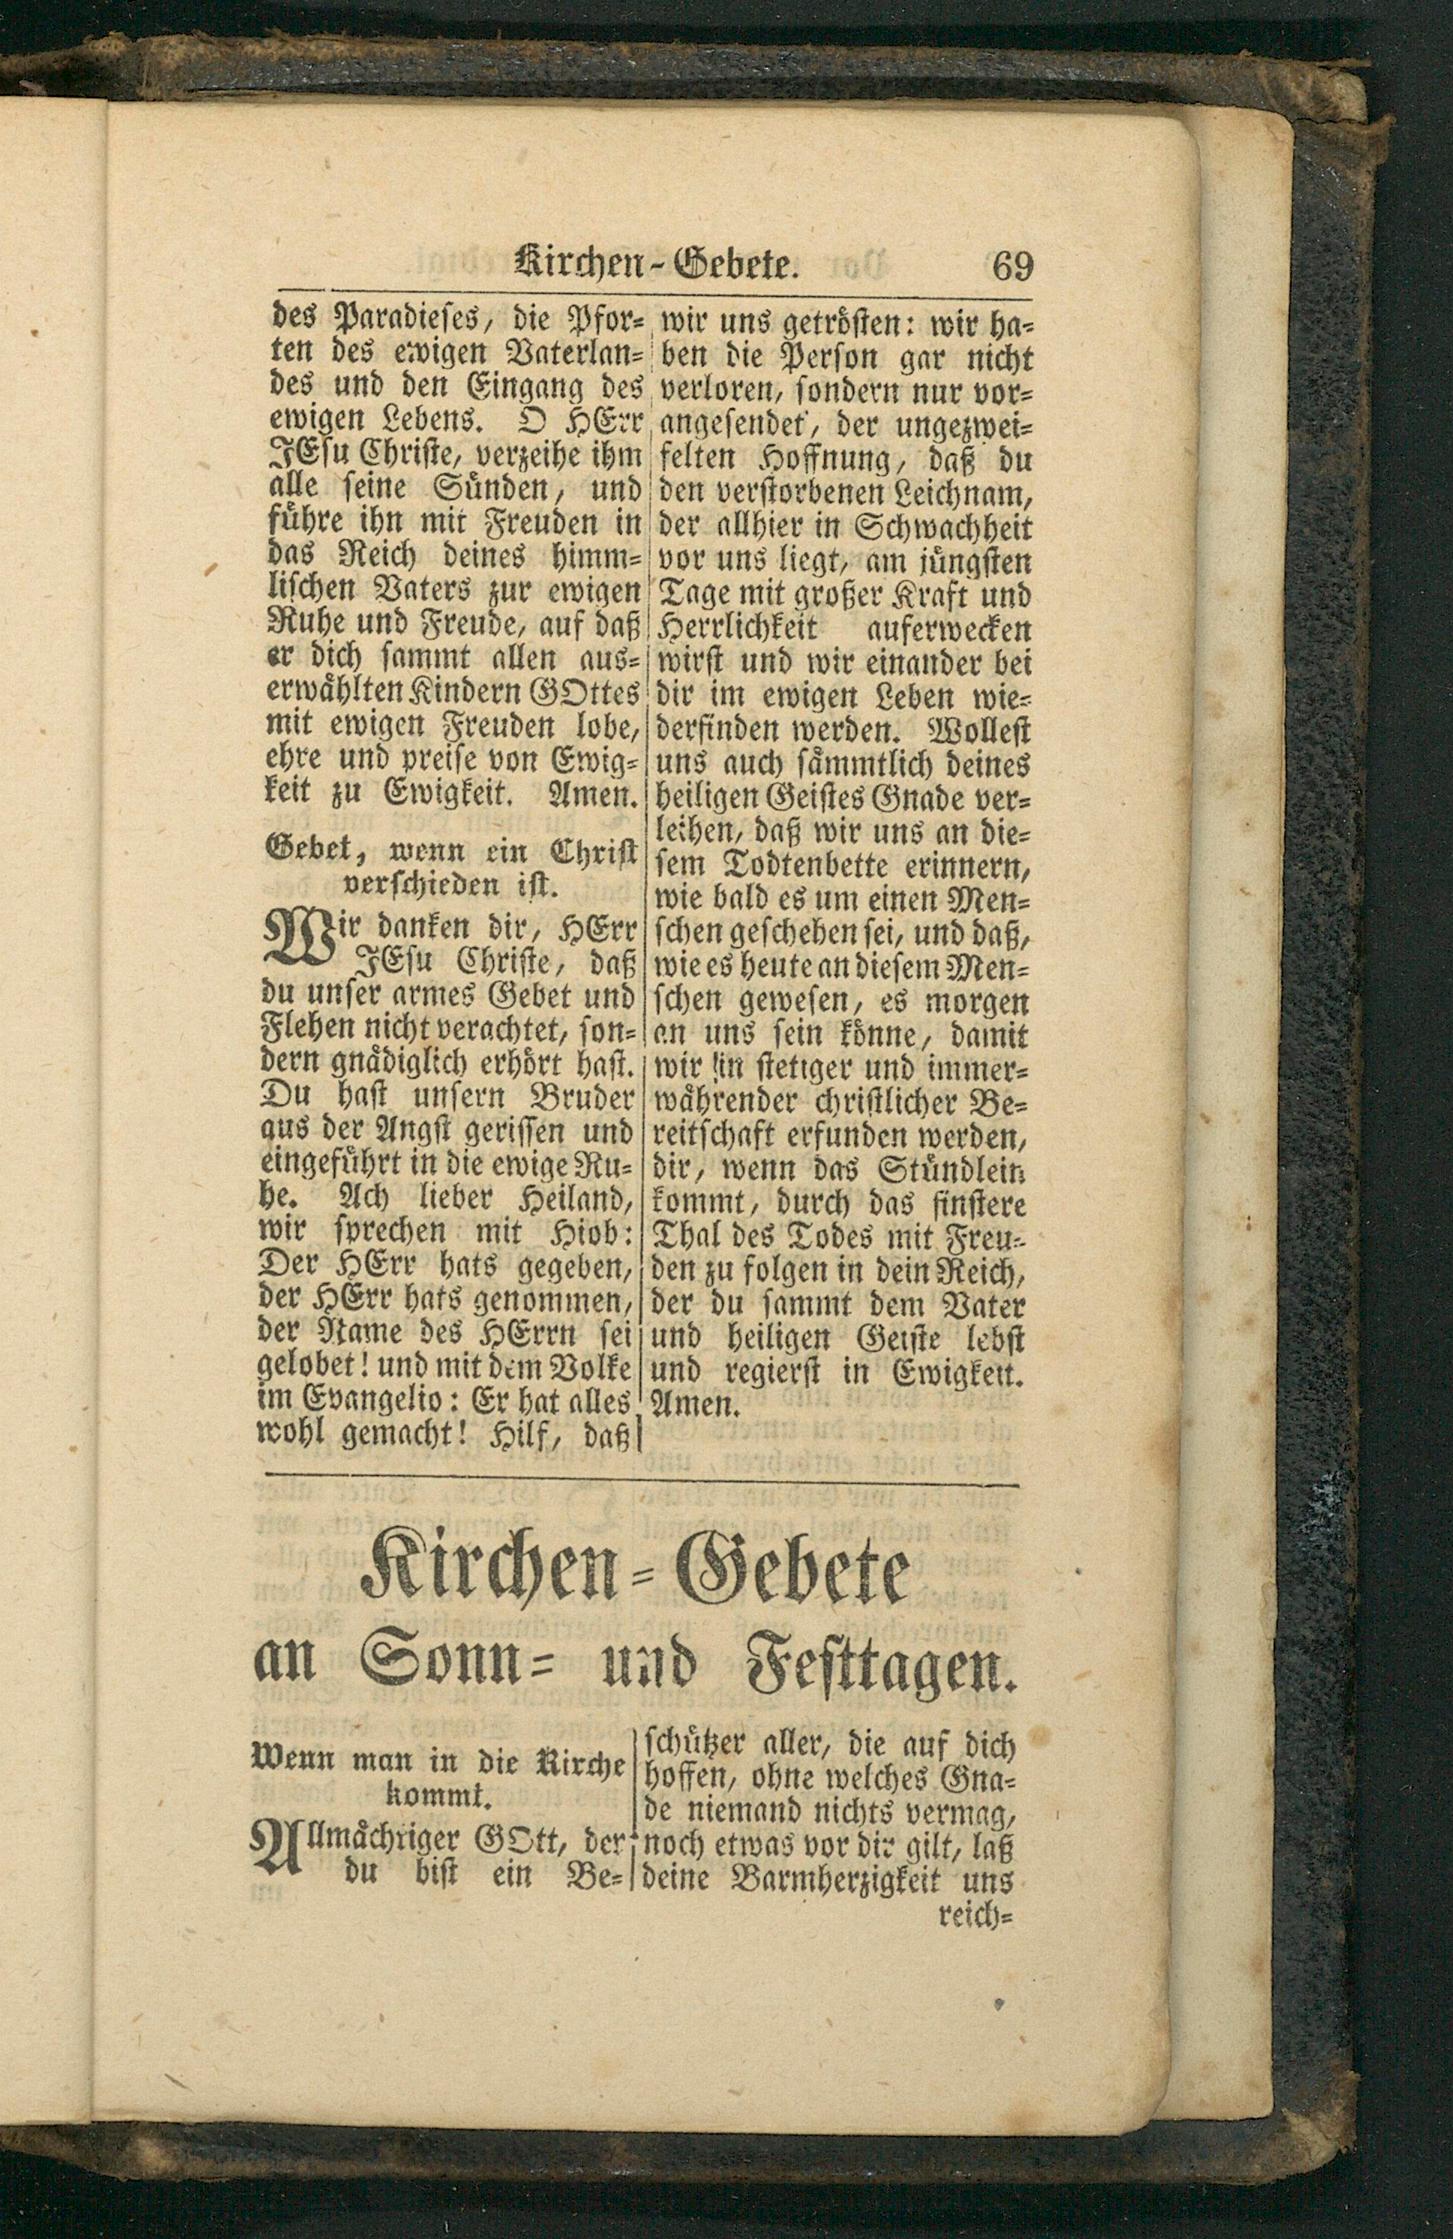 Kirchen-Gebete. 69
des Paradieses, die Pfor-
ten des ewigen Vaterlan-
des und den Eingang des
ewigen Lebens. O HErr
JEsu Christe, verzeihe ihm
alle seine Sünden, und
führe ihn mit Freuden in
das Reich deines himm-
lischen Vaters zur ewigen
Ruhe und Freude, auf daß
er dich sammt allen aus-
erwählten Kindern GOttes
mit ewigen Freuden lobe,
ehre und preise von Ewig-
keit zu Ewigkeit. Amen.
Gebet, wenn ein Christ
verschieden ist.
Wir danken dir, HErr
JEsu Christe, daß
du unser armes Gebet und
Flehen nicht verachtet, son-
dern gnädiglich erhört hast.
Du hast unsern Bruder
aus der Angst gerissen und
eingeführt in die ewige Ru-
he. Ach lieber Heiland,
wir sprechen mit Hiob:
Der HErr hats gegeben,
der HErr hats genommen,
der Name des HErrn sei
gelobet! und mit dem Volke
im Evangelio: Er hat alles
wohl gemacht! Hilf, daß
wir uns getrösten: wir ha-
ben die Person gar nicht
verloren, sondern nur vor-
angesendet, der ungezwei-
felten Hoffnung, daß du
den verstorbenen Leichnam,
der allhier in Schwachheit
vor uns liegt, am jüngsten
Tage mit großer Kraft und
Herrlichkeit auferwecken
wirst und wir einander bei
dir im ewigen Leben wie-
derfinden werden. Wollest
uns auch sämmtlich deines
heiligen Geistes Gnade ver-
leihen, daß wir uns an die-
sem Todtenbette erinnern,
wie bald es um einen Men-
schen geschehen sei, und daß,
wie es heute an diesem Men-
schen gewesen, es morgen
an uns sein könne, damit
wir in stetiger und immer-
währender christlicher Be-
reitschaft erfunden werden,
dir, wenn das Stündlein
kommt, durch das finstere
Thal des Todes mit Freu-
den zu folgen in dein Reich,
der du sammt dem Vater
und heiligen Geiste lebst
und regierst in Ewigkeit.
Amen.
Kirchen-Gebete
an Sonn- und Festtagen.
Wenn man in die Kirche
kommt.
Allmächtiger GOtt, der
du bist ein Be-
schützer aller, die auf dich
hoffen, ohne welches Gna-
de niemand nichts vermag,
noch etwas vor dir gilt, laß
deine Barmherzigkeit uns
reich-